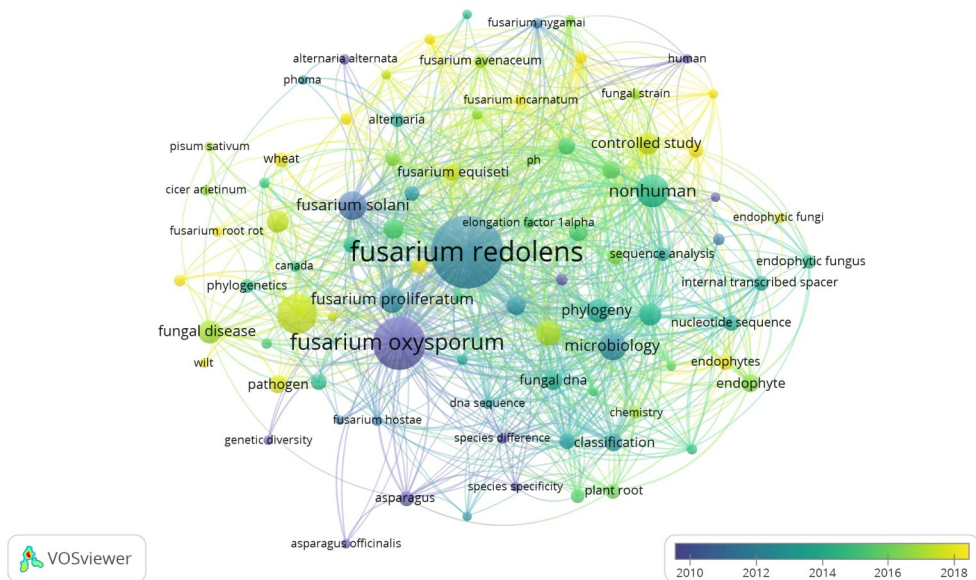 fusarium nygamai
alternaria alternata
fusarium avenaceum
human
phoma
fusarium incarnatum
fungal strain
alternaria
controlled study
pisum sativum
wheat
ph
fusarium equiseti
cicer arietinum
nonhuman
fusarium solani
elongation factor 1alpha
endophytic fungi
fusarium root rot
fusarium redolens
sequence analysis
endophytic fungus
canada
phylogenetics
internal transcribed spacer
fusarium proliferatum
phylogeny
nucleotide sequence
fungal disease
fusarium oxysporum
microbiology
wilt
endophytes
pathogen
fungal dna
endophyte
dna sequence
chemistry
fusarium hostae
genetic diversity
species difference
classification
species specificity
plant root
asparagus
asparagus officinalis
VOSviewer
2010 2012 2014 2016 2018